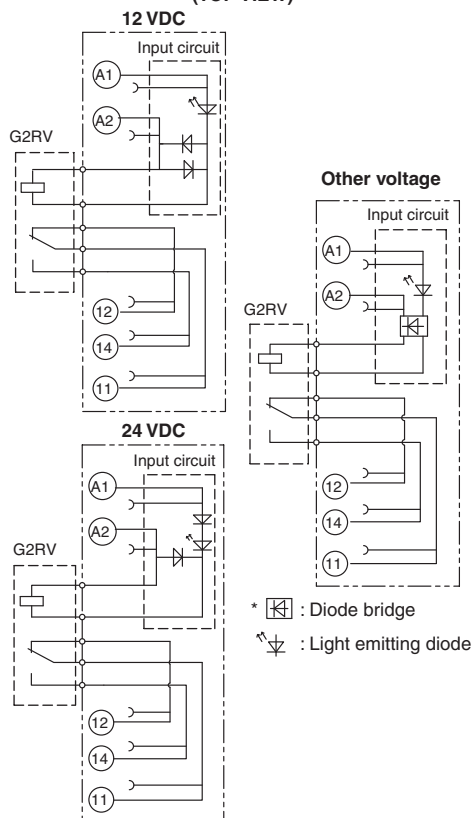 12 VDC
Input circuit
A1
A2
G2RV
12
14
11
24 VDC
Input circuit
A1
A2
G2RV
12
14
11
Other voltage
Input circuit
A1
A2
G2RV
12
14
11
* : Diode bridge
: Light emitting diode